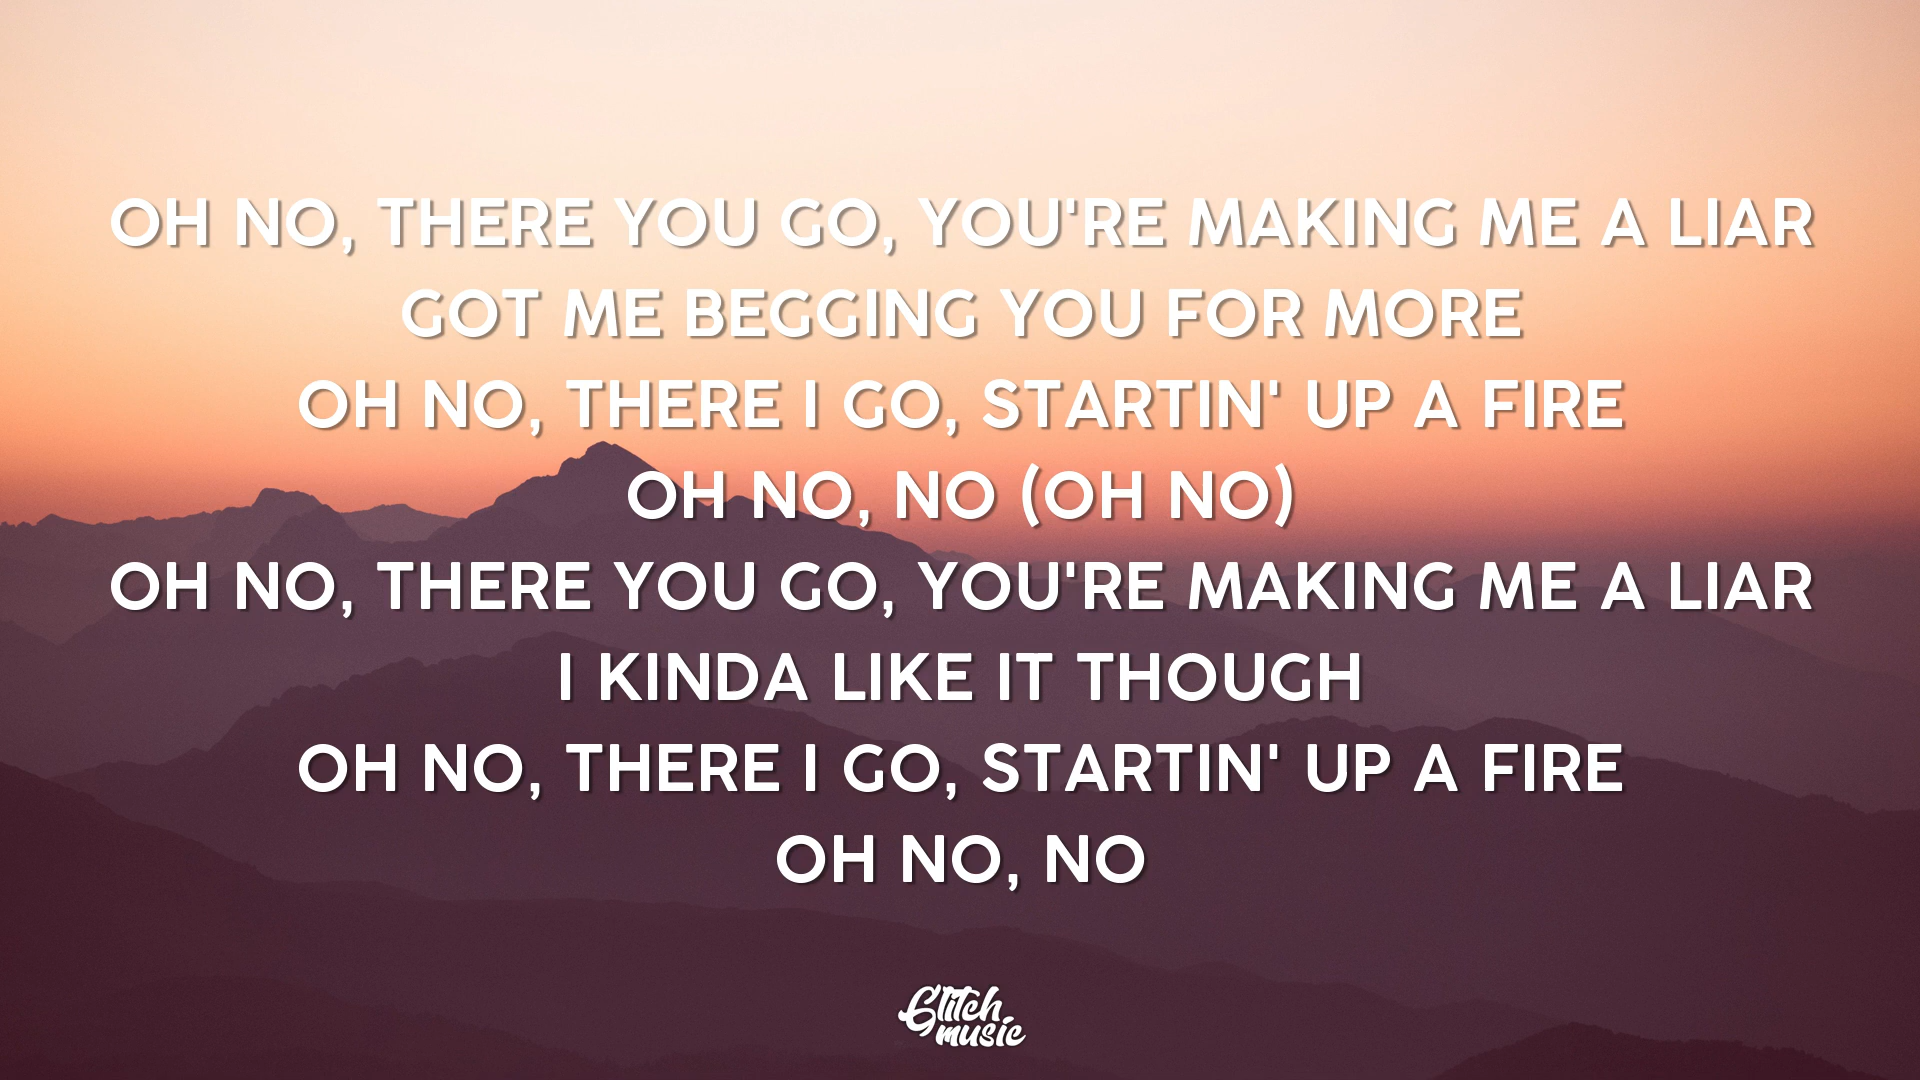 OH NO, THERE YOU GO, YOU'RE MAKING ME A LIAR
GOT ME BEGGING YOU FOR MORE
OH NO, THERE I GO, STARTIN' UP A FIRE
OH NO, NO (OH NO)
OH NO, THERE YOU GO, YOU'RE MAKING ME A LIAR
I KINDA LIKE IT THOUGH
OH NO, THERE I GO, STARTIN' UP A FIRE
OH NO, NO
Glitch
music